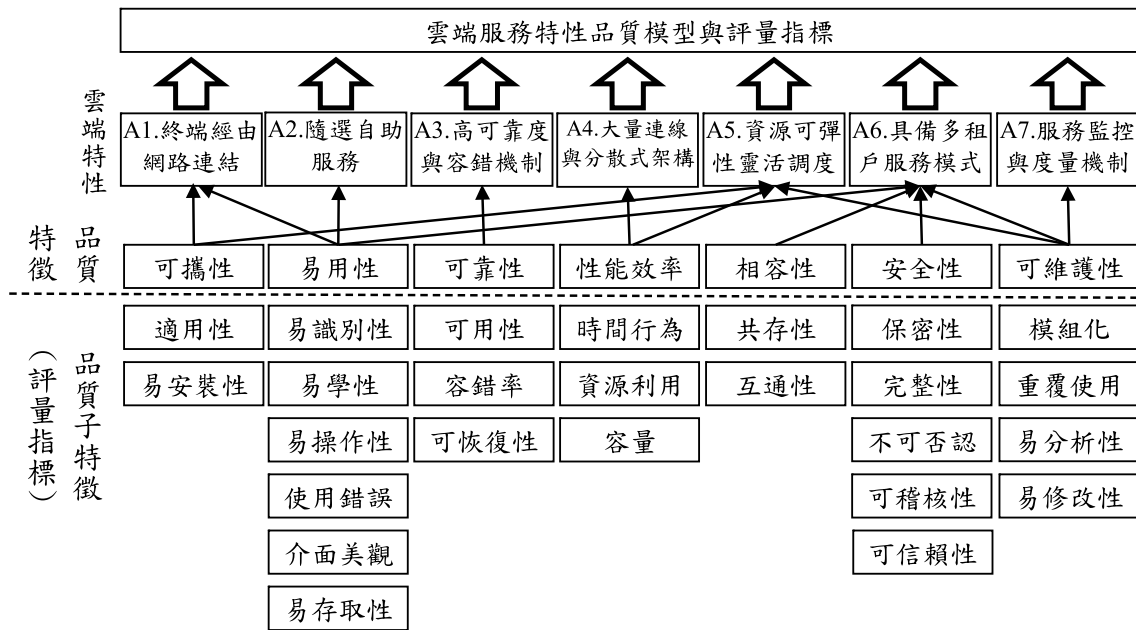 雲端服務特性品質模型與評量指標
雲端特性
A1.終端經由
網路連結
A2.隨選自助
服務
A3.高可靠度
與容錯機制
A4.大量連線
與分散式架構
A5.資源可彈
性靈活調度
A6.具備多租
戶服務模式
A7.服務監控
與度量機制
品質
特徵
可攜性
易用性
可靠性
性能效率
相容性
安全性
可維護性
品質子特徵
（評量指標）
適用性
易識別性
可用性
時間行為
共存性
保密性
模組化
易安裝性
易學性
容錯率
資源利用
互通性
完整性
重覆使用
易操作性
可恢復性
容量
不可否認
易分析性
使用錯誤
可稽核性
易修改性
介面美觀
可信賴性
易存取性